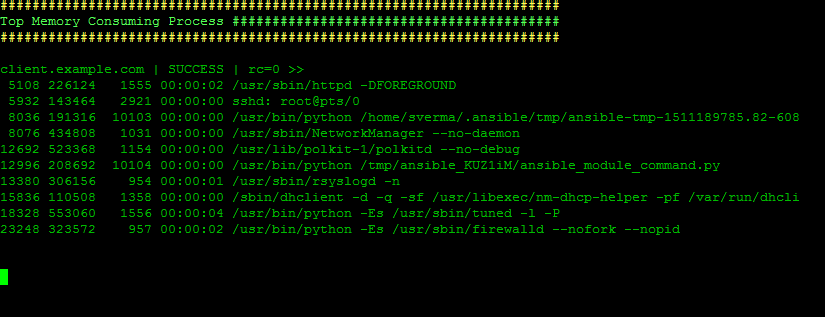 ######################################################################
Top Memory Consuming Process #########################################
######################################################################
client.example.com | SUCCESS | rc=0 >>
 5108 226124   1555 00:00:02 /usr/sbin/httpd -DFOREGROUND
 5932 143464   2921 00:00:00 sshd: root@pts/0
 8036 191316  10103 00:00:00 /usr/bin/python /home/sverma/.ansible/tmp/ansible-tmp-1511189785.82-608
 8076 434808   1031 00:00:00 /usr/sbin/NetworkManager --no-daemon
12692 523368   1154 00:00:00 /usr/lib/polkit-1/polkitd --no-debug
12996 208692  10104 00:00:00 /usr/bin/python /tmp/ansible_KUZ1iM/ansible_module_command.py
13380 306156    954 00:00:01 /usr/sbin/rsyslogd -n
15836 110508   1358 00:00:00 /sbin/dhclient -d -q -sf /usr/libexec/nm-dhcp-helper -pf /var/run/dhcli
18328 553060   1556 00:00:04 /usr/bin/python -Es /usr/sbin/tuned -l -P
23248 323572    957 00:00:02 /usr/bin/python -Es /usr/sbin/firewalld --nofork --nopid